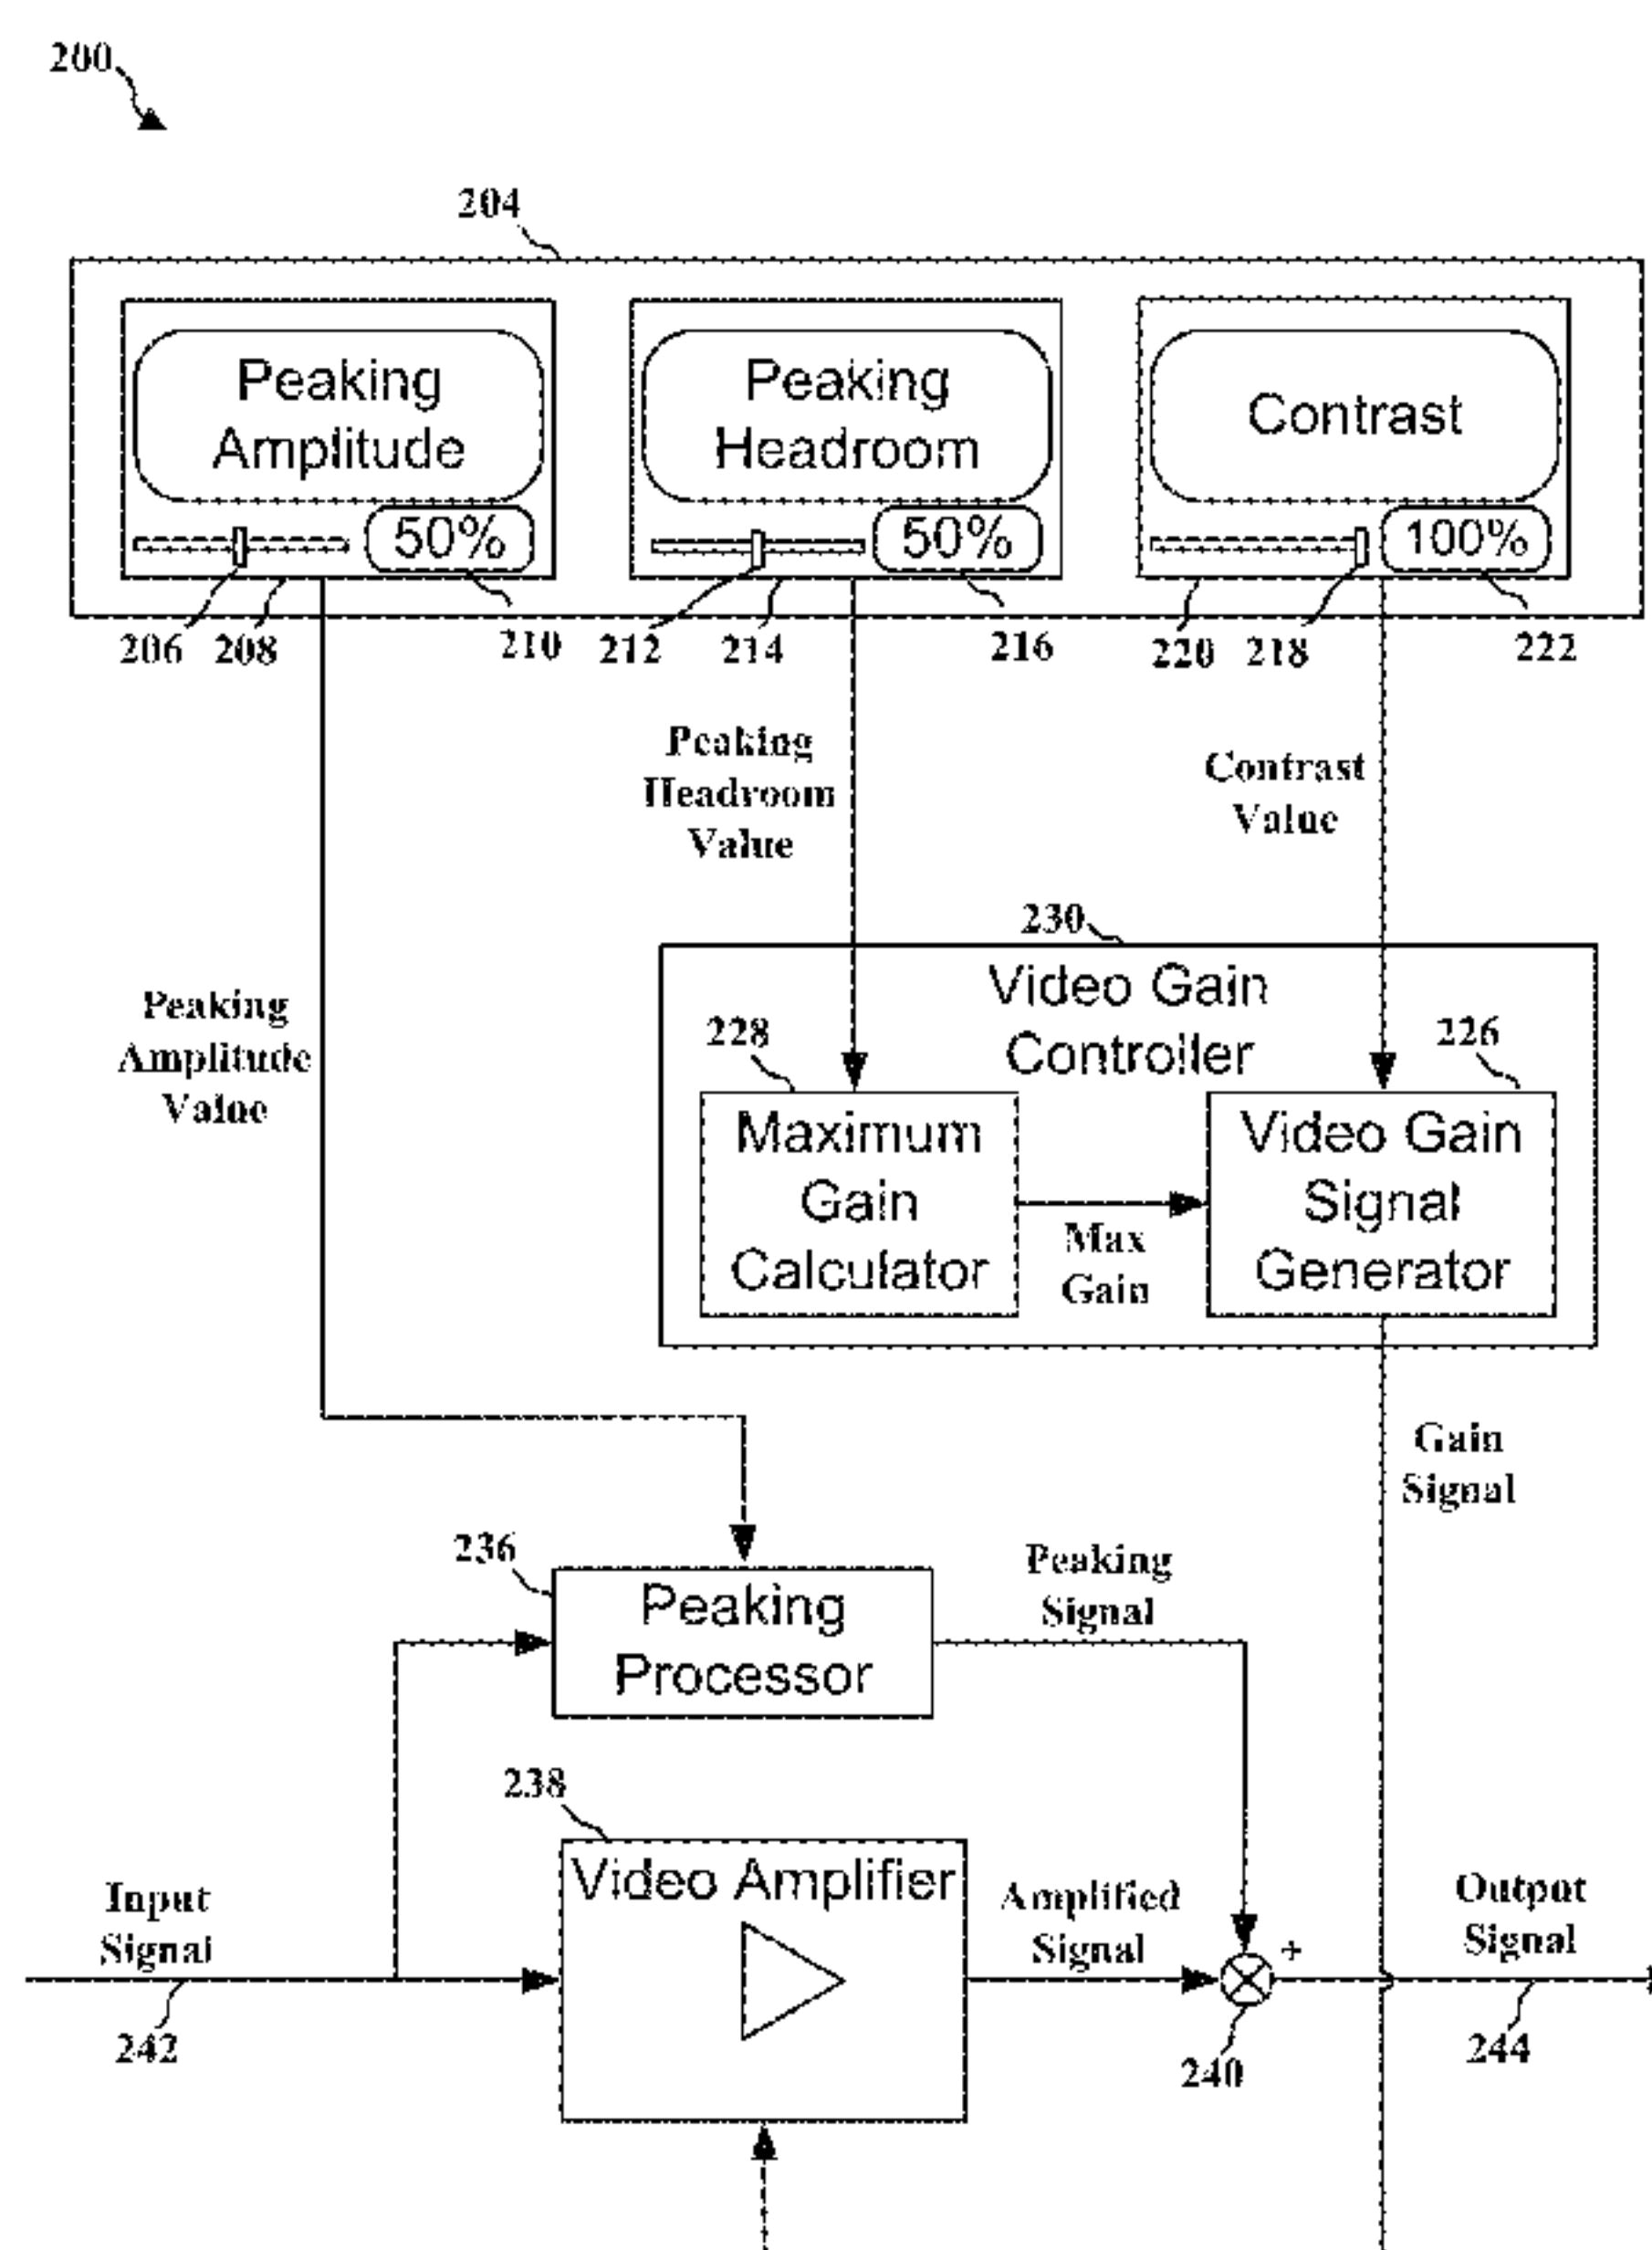 200
204
Peaking
Amplitude
50%
Peaking
Headroom
50%
Contrast
100%
206
208
210
212
214
216
220
218
222
Peaking
Headroom
Value
Contrast
Value
230
Video Gain
Controller
Peaking
Amplitude
Value
228
226
Maximum
Gain
Calculator
Max
Gain
Video Gain
Signal
Generator
Gain
Signal
236
Peaking
Processor
Peaking
Signal
238
Video Amplifier
Input
Signal
242
Amplified
Signal
+
240
Output
Signal
244